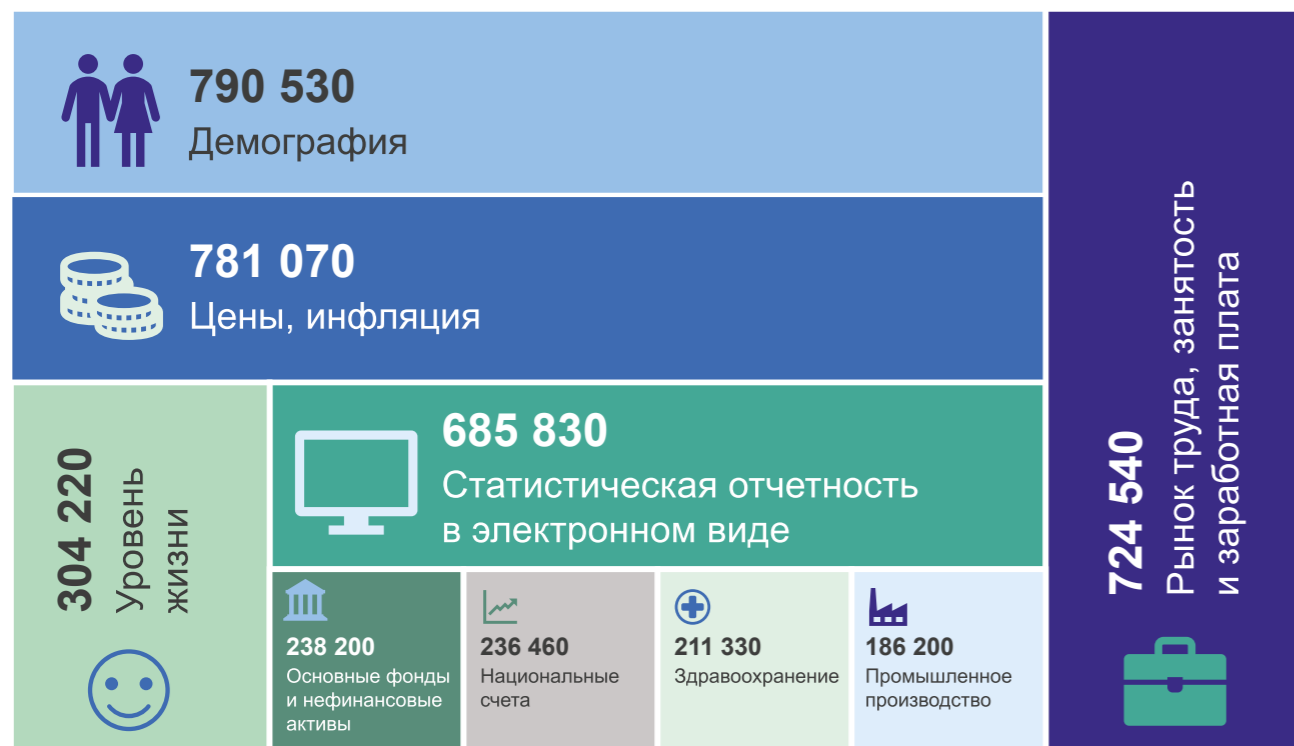 790 530
Демография
781 070
Цены, инфляция
304 220
Уровень
жизни
685 830
Статистическая отчетность
в электронном виде
238 200
Основные фонды
и нефинансовые
активы
236 460
Национальные
счета
211 330
Здравоохранение
186 200
Промышленное
производство
724 540
Рынок труда, занятость
и заработная плата